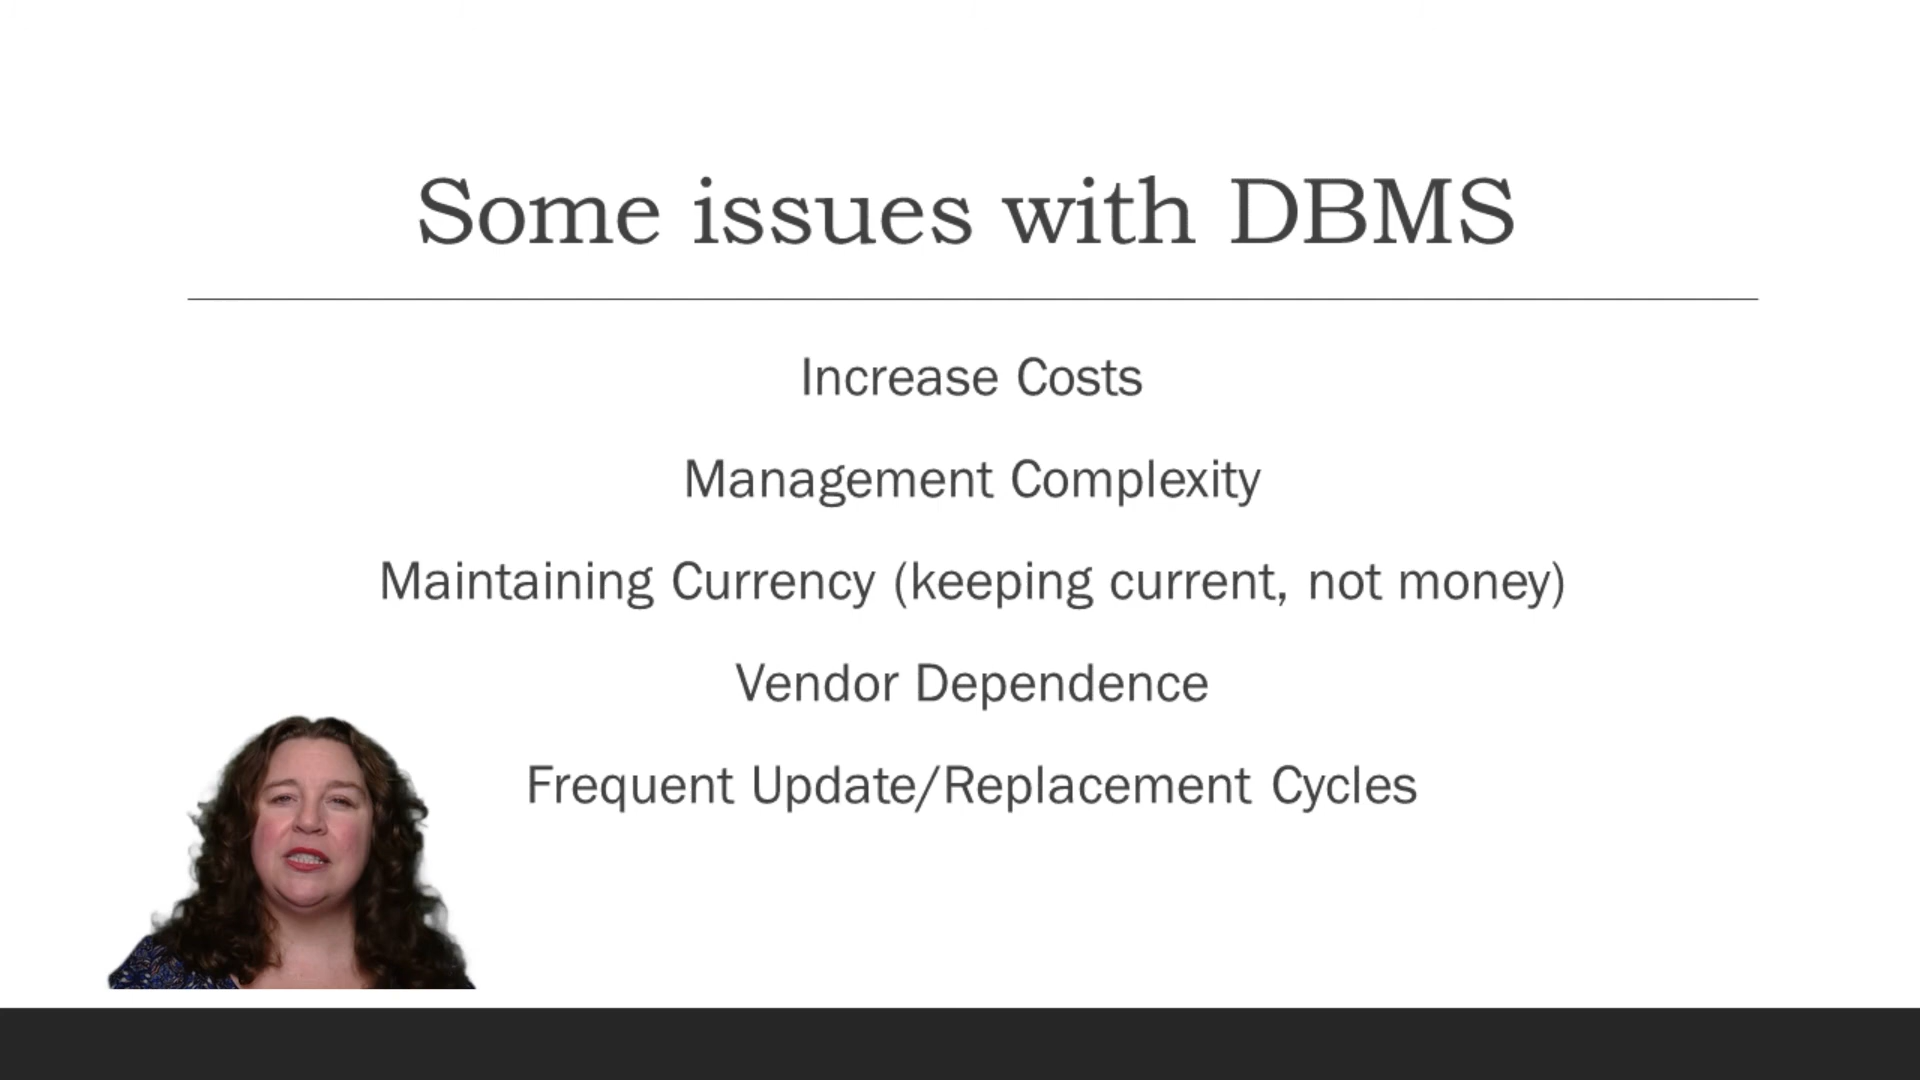 Some issues with DBMS
Increase Costs
Management Complexity
Maintaining Currency (keeping current, not money)
Vendor Dependence
Frequent Update/Replacement Cycles